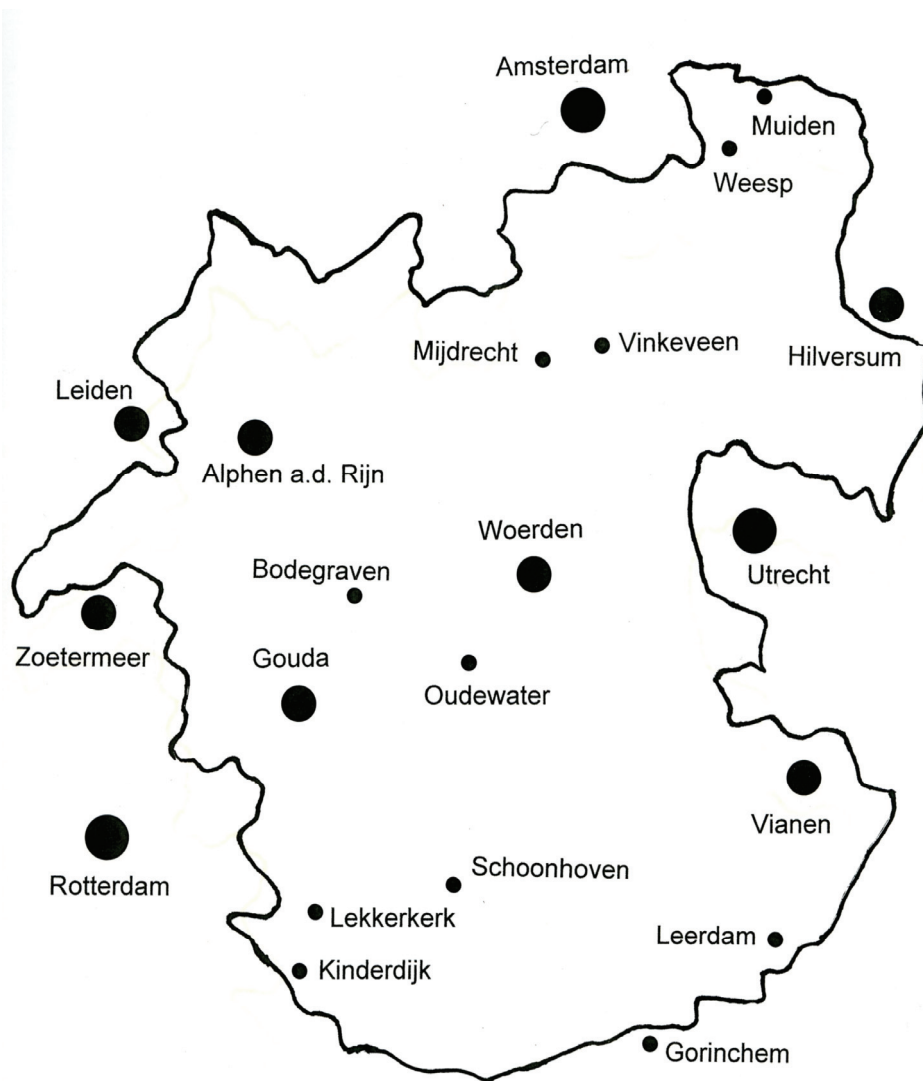 Amsterdam
Muiden
Weesp
Mijdrecht
Vinkeveen
Hilversum
Leiden
Alphen a.d. Rijn
Woerden
Utrecht
Bodegraven
Zoetermeer
Gouda
Oudewater
Vianen
Rotterdam
Schoonhoven
Lekkerkerk
Leerdam
Kinderdijk
Gorinchem